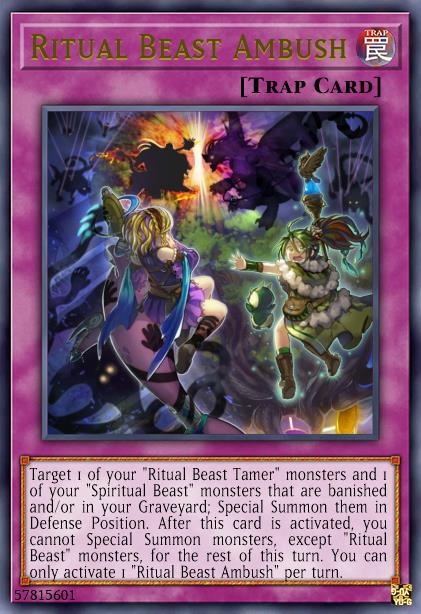 Ritual Beast Ambush
TRAP
罠
[Trap Card]
Target 1 of your "Ritual Beast Tamer" monsters and 1
of your "Spiritual Beast" monsters that are banished
and/or in your Graveyard; Special Summon them in
Defense Position. After this card is activated, you
cannot Special Summon monsters, except "Ritual
Beast" monsters, for the rest of this turn. You can
only activate 1 "Ritual Beast Ambush" per turn.
57815601